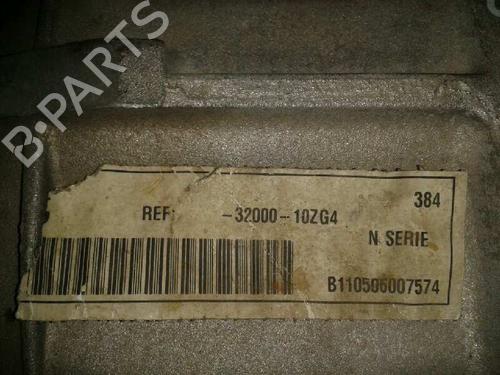 B-PARTS
384
REF: -32000-10ZG4
N SERIE
B110506007574